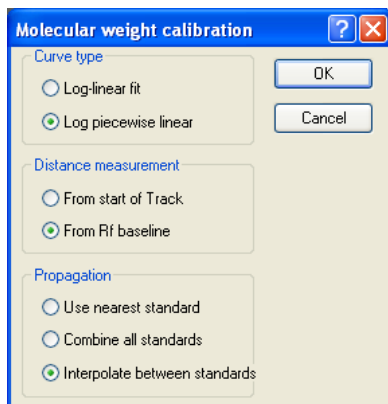 Molecular weight calibration
Curve type
Log-linear fit
Log piecewise linear
OK
Cancel
Distance measurement
From start of Track
From Rf baseline
Propagation
Use nearest standard
Combine all standards
Interpolate between standards